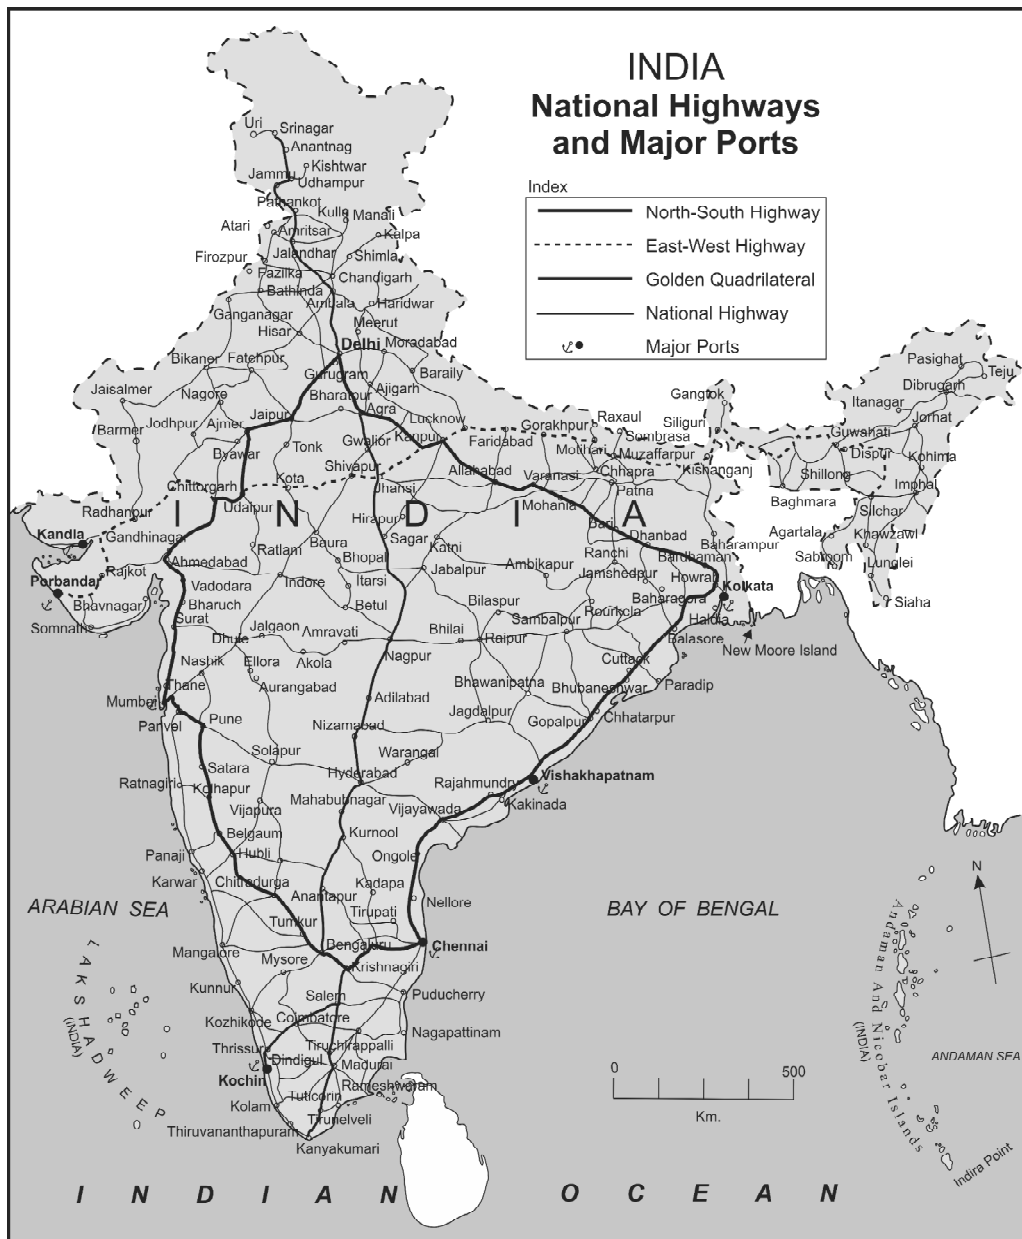 INDIA
National Highways
and Major Ports
Index
North-South Highway
East-West Highway
Golden Quadrilateral
National Highway
Major Ports
Uri
Srinagar
Anantnag
Kishtwar
Jammu
Udhampur
Pathankot
Kullu
Manali
Atari
Amritsar
Kalpa
Jalandhar
Shimla
Firozpur
Fazilka
Chandigarh
Bathinda
Ambala
Haridwar
Ganganagar
Meerut
Hisar
Delhi
Moradabad
Bikaner
Fatehpur
Gurugram
Baraily
Jaisalmer
Nagore
Bharatpur
Ajigarh
Agra
Jodhpur
Ajmer
Jaipur
Lucknow
Barmer
Gwalior
Kanpur
Faridabad
Gorakhpur
Raxaul
Gangtok
Siliguri
Sombrasa
Motihari
Muzaffarpur
Kishanganj
Byawar
Tonk
Kota
Shivapur
Jhansi
Allahabad
Varanasi
Chhapra
Patna
Pasighat
Teju
Dibrugarh
Itanagar
Jorhat
Guwahati
Dispur
Kohima
Shillong
Imphal
Baghmara
Silchar
Agartala
Khawzawl
Sabroom
Lunglei
Siaha
Chittorgarh
Udaipur
Radhanpur
I N D I A
Hirapur
Mohania
Bari
Dhanbad
Kandla
Gandhinagar
Ahmedabad
Ratlam
Baura
Bhopal
Sagar
Katni
Ranchi
Bardhaman
Baharampur
Porbandar
Rajkot
Vadodara
Indore
Itarsi
Jabalpur
Ambikapur
Jamshedpur
Howrah
Kolkata
Bhavnagar
Bharuch
Surat
Betul
Bilaspur
Rourkela
Baharagora
Haldia
Somnath
Dhule
Jalgaon
Amravati
Bhilai
Raipur
Sambalpur
Balasore
New Moore Island
Nashik
Ellora
Akola
Nagpur
Cuttack
Thane
Aurangabad
Adilabad
Bhawanipatna
Bhubaneshwar
Paradip
Mumbai
Panvel
Pune
Nizamabad
Jagdalpur
Gopalpur
Chhatarpur
Solapur
Warangal
Satara
Hyderabad
Rajahmundry
Vishakhapatnam
Ratnagiri
Kolhapur
Vijapura
Mahabubnagar
Vijayawada
Kakinada
Belgaum
Kurnool
Panaji
Hubli
Ongole
Karwar
Chitradurga
Anantapur
Kadapa
Nellore
ARABIAN SEA
BAY OF BENGAL
Tumkur
Tirupati
Mangalore
Bengaluru
Chennai
Mysore
Krishnagiri
Kunnur
Salem
Puducherry
Kozhikode
Coimbatore
Nagapattinam
Thrissur
Dindigul
Tiruchirappalli
Madurai
Kochin
Rameshwaram
Kolam
Tuticorin
Thiruvananthapuram
Tirunelveli
Kanyakumari
LAKSHADWEEP
(INDIA)
N
Andaman And Nicobar Islands
(INDIA)
ANDAMAN SEA
Indira Point
0 500
Km.
INDIAN OCEAN